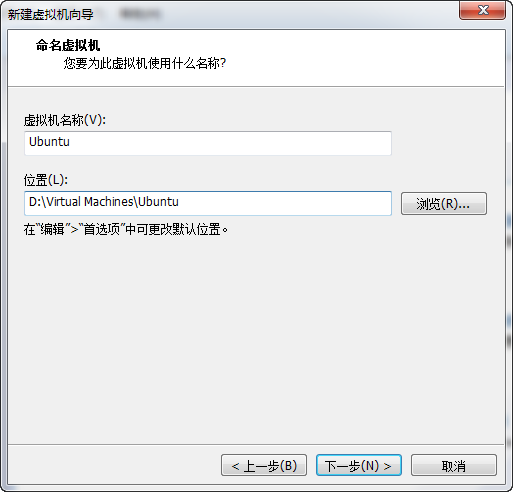 新建虚拟机向导
命名虚拟机
您要为此虚拟机使用什么名称?
虚拟机名称(V):
Ubuntu
位置(L):
D:\Virtual Machines\Ubuntu
浏览(R)...
在“编辑”>“首选项”中可更改默认位置。
< 上一步(B)
下一步(N) >
取消